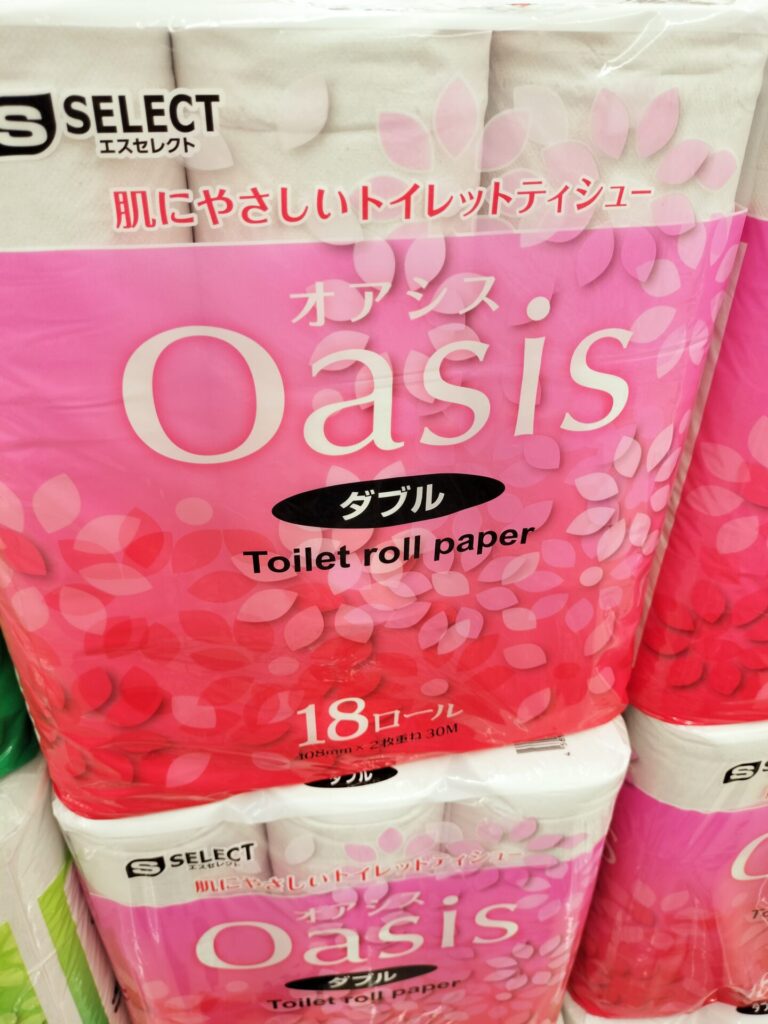 S SELECT
エスセレクト
肌にやさしいトイレットティシュー
オアシス
Oasis
ダブル
Toilet roll paper
18ロール
108mm×2枚重ね 30M
ダブル
S SELECT
エスセレクト
肌にやさしいトイレットティシュー
オアシス
Oasis
ダブル
Toilet roll paper
S SE